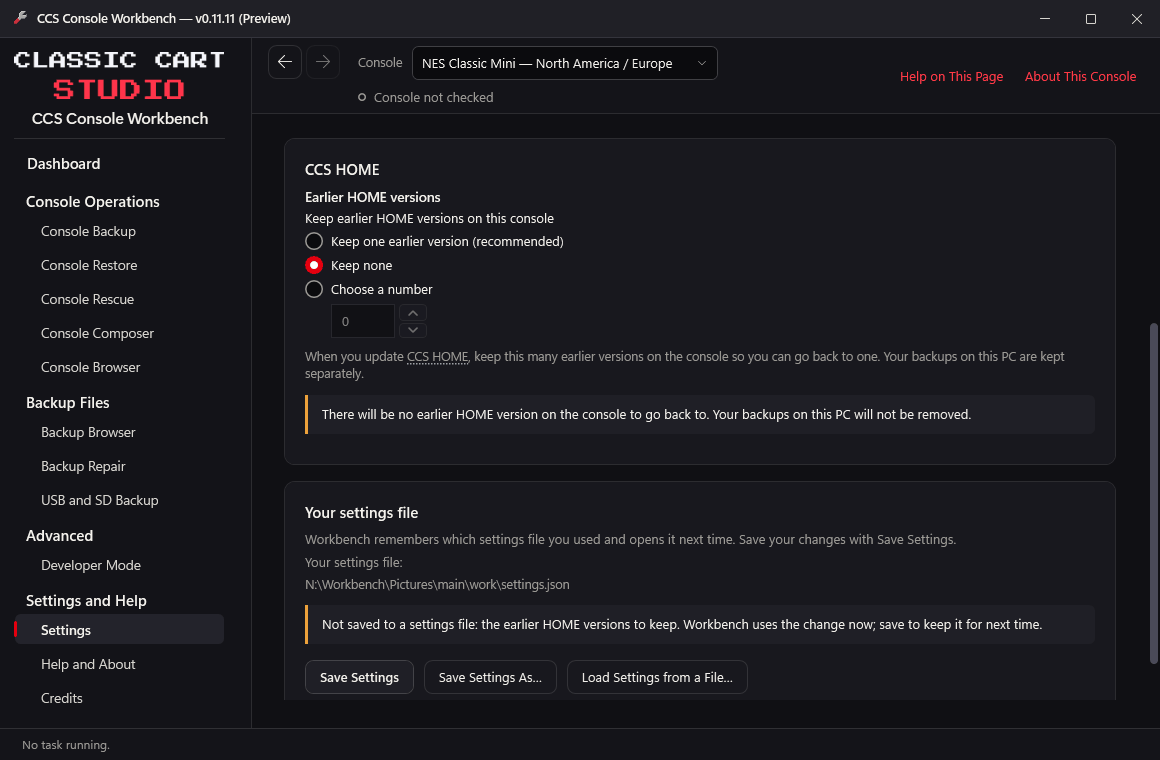 CCS Console Workbench — v0.11.11 (Preview)
CLASSIC CART
STUDIO
CCS Console Workbench
Dashboard
Console Operations
Console Backup
Console Restore
Console Rescue
Console Composer
Console Browser
Backup Files
Backup Browser
Backup Repair
USB and SD Backup
Advanced
Developer Mode
Settings and Help
Settings
Help and About
Credits
Console
NES Classic Mini — North America / Europe
Console not checked
Help on This Page
About This Console
CCS HOME
Earlier HOME versions
Keep earlier HOME versions on this console
Keep one earlier version (recommended)
Keep none
Choose a number
0
When you update CCS HOME, keep this many earlier versions on the console so you can go back to one. Your backups on this PC are kept
separately.
There will be no earlier HOME version on the console to go back to. Your backups on this PC will not be removed.
Your settings file
Workbench remembers which settings file you used and opens it next time. Save your changes with Save Settings.
Your settings file:
N:\Workbench\Pictures\main\work\settings.json
Not saved to a settings file: the earlier HOME versions to keep. Workbench uses the change now; save to keep it for next time.
Save Settings
Save Settings As...
Load Settings from a File...
No task running.